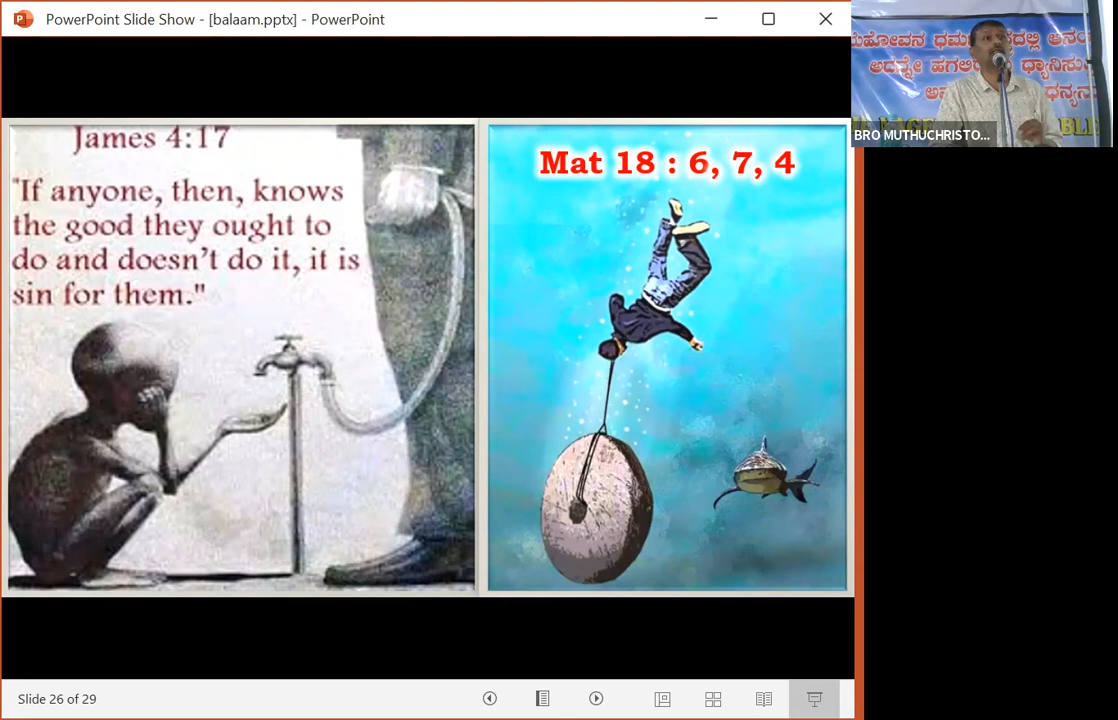 PowerPoint Slide Show - [balaam.pptx] - PowerPoint
James 4:17
"If anyone, then, knows
the good they ought to
do and doesn't do it, it is
sin for them."
Mat 18 : 6, 7, 4
BRO MUTHUCHRISTO...
Slide 26 of 29